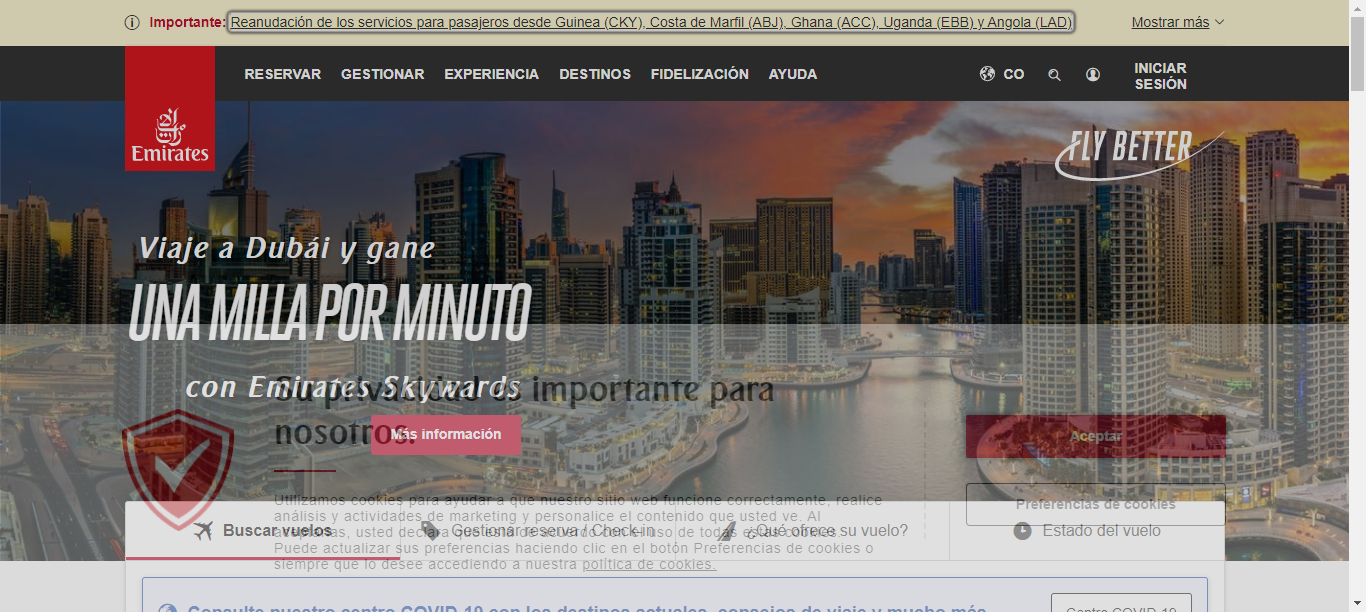 Importante: Reanudación de los servicios para pasajeros desde Guinea (CKY), Costa de Marfil (ABJ), Ghana (ACC), Uganda (EBB) y Angola (LAD)
Mostrar más
RESERVAR GESTIONAR EXPERIENCIA DESTINOS FIDELIZACIÓN AYUDA
CO
INICIAR
SESIÓN
Emirates
FLY BETTER
Viaje a Dubái y gane
UNA MILLA POR MINUTO
con Emirates Skywards
Su privacidad es importante para
nosotros.
Más información
Aceptar
Preferencias de cookies
Utilizamos cookies para ayudar a que nuestro sitio web funcione correctamente, realice
análisis y actividades de marketing y personalice el contenido que usted ve. Al
aceptarlas, usted declara que está de acuerdo con el uso de todas estas cookies.
Puede actualizar sus preferencias haciendo clic en el botón Preferencias de cookies o
siempre que lo desee accediendo a nuestra política de cookies.
Buscar vuelos
Gestionar reserva / Check-in
¿Qué ofrece su vuelo?
Estado del vuelo
Consulte nuestro centro COVID-19 con los destinos actuales, consejos de viaje y mucho más
Centro COVID-19